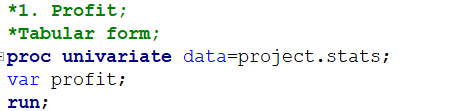 *1. Profit;
*Tabular form;
proc univariate data=project.stats;
var profit;
run;